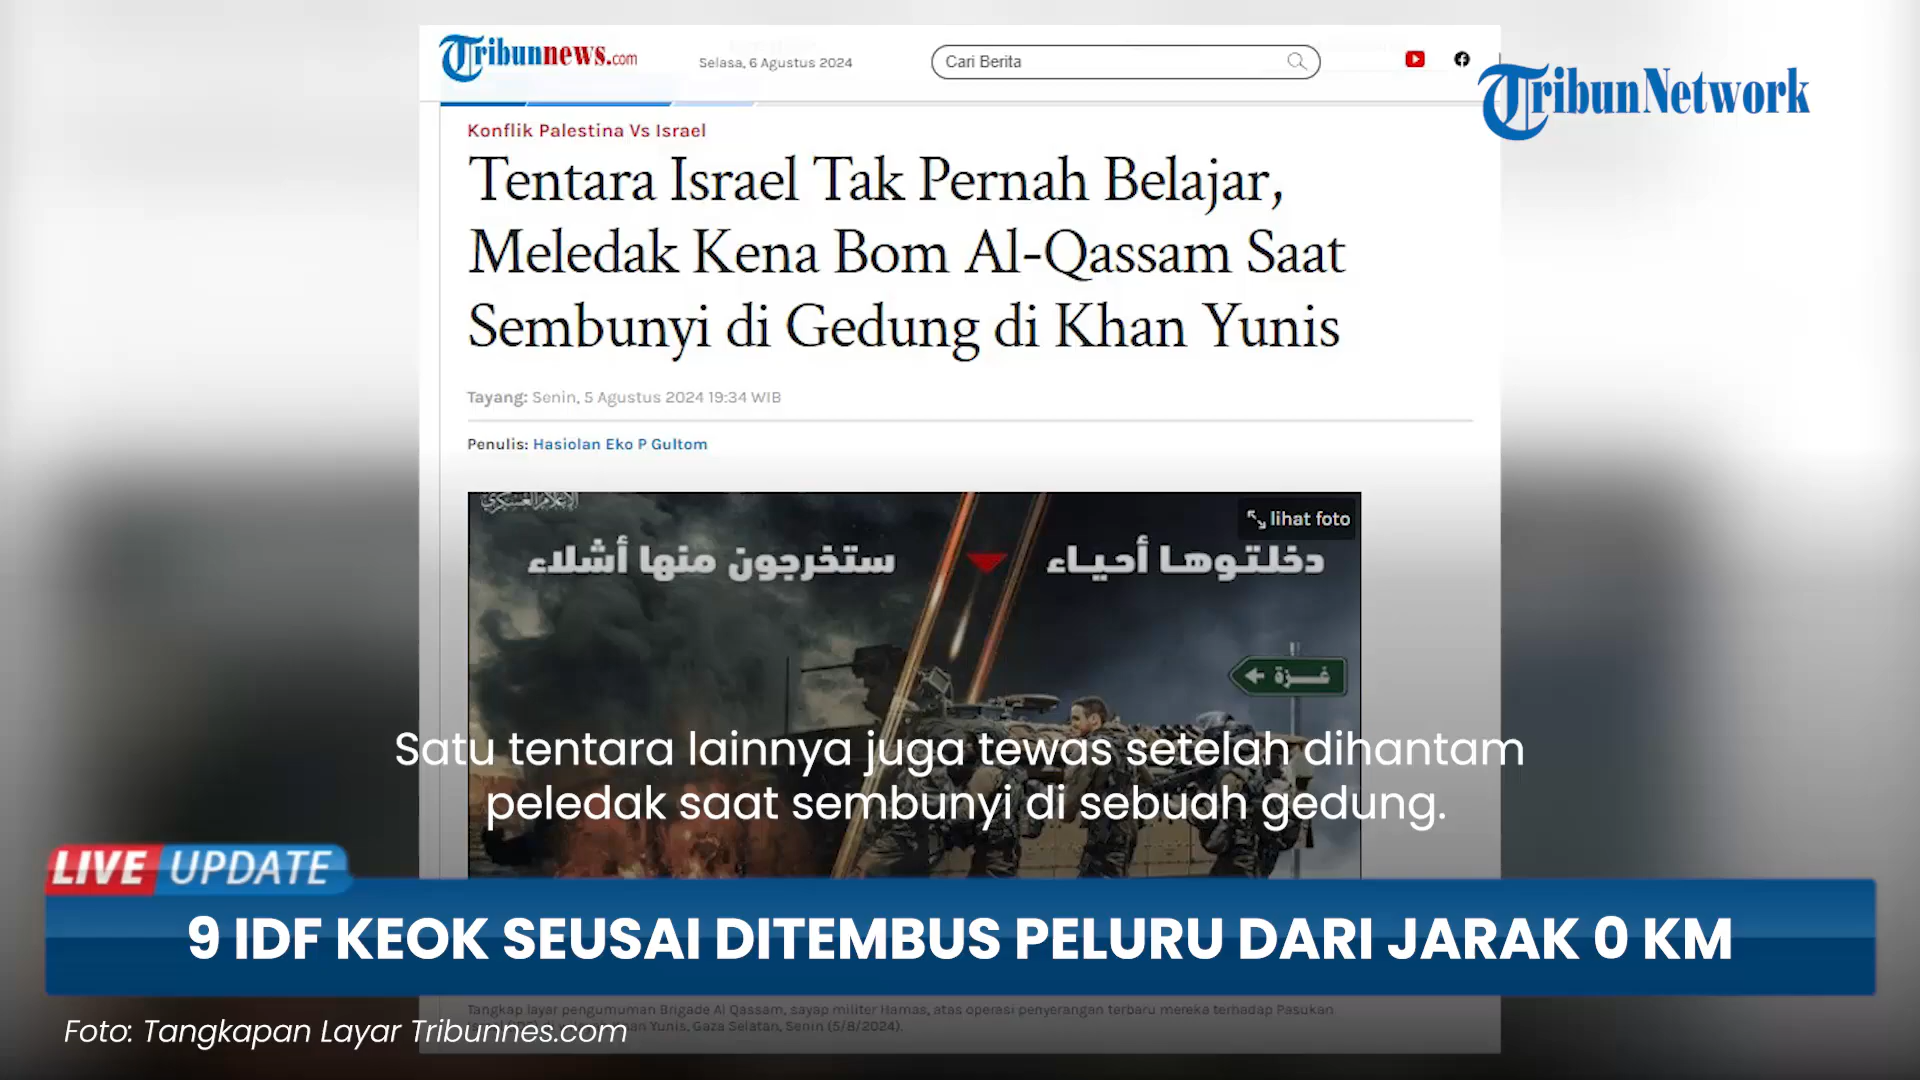 Tribunnews.com
Selasa, 6 Agustus 2024
Cari Berita
TribunNetwork
Konflik Palestina Vs Israel
Tentara Israel Tak Pernah Belajar,
Meledak Kena Bom Al-Qassam Saat
Sembunyi di Gedung di Khan Yunis
Tayang: Senin, 5 Agustus 2024 19:34 WIB
Penulis: Hasiolan Eko P Gultom
lihat foto
دخلتوها أحياء ستخرجون منها أشلاء
غزة
Satu tentara lainnya juga tewas setelah dihantam
peledak saat sembunyi di sebuah gedung.
LIVE UPDATE
9 IDF KEOK SEUSAI DITEMBUS PELURU DARI JARAK 0 KM
Tangkap layar pengumuman Brigade Al Qassam, sayap militer Hamas, atas operasi penyerangan terbaru mereka terhadap Pasukan
Yunis, Gaza Selatan, Senin (5/8/2024).
Foto: Tangkapan Layar Tribunnes.com